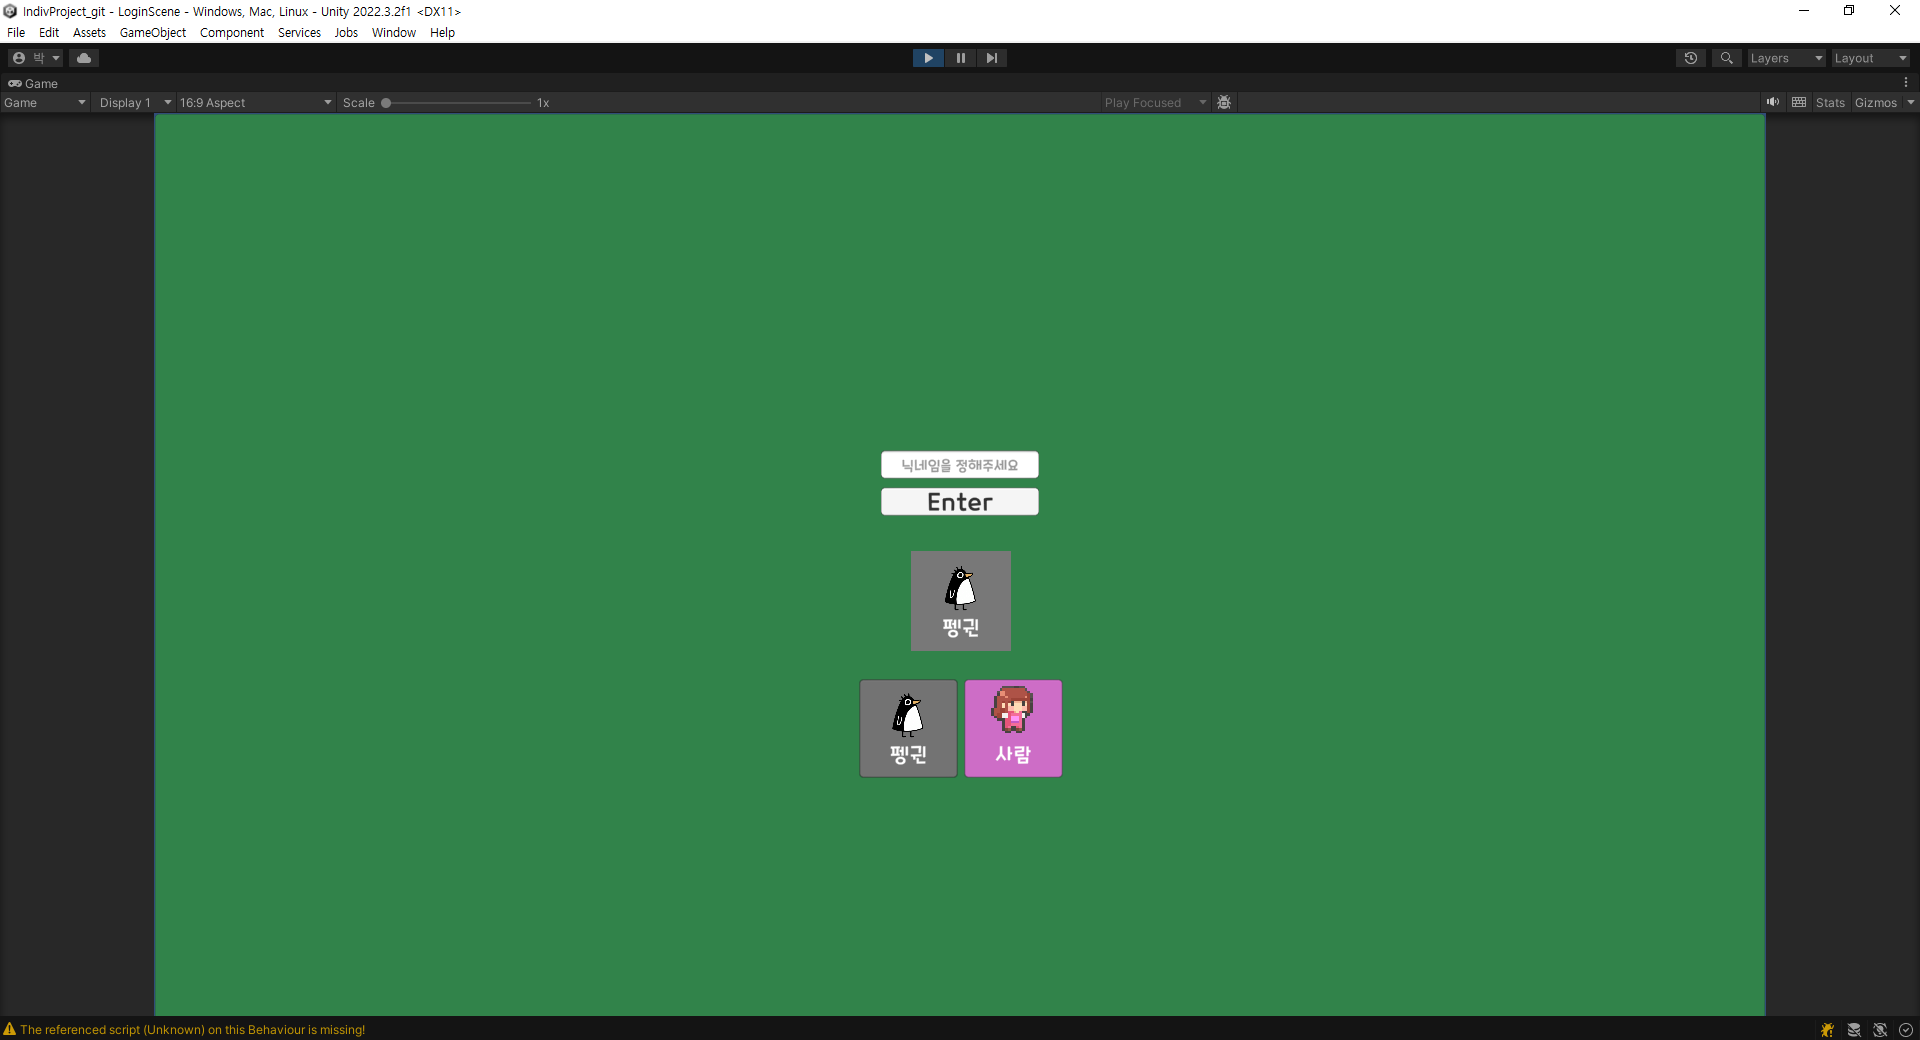 IndivProject_git - LoginScene - Windows, Mac, Linux - Unity 2022.3.2f1 <DX11>
File Edit Assets GameObject Component Services Jobs Window Help
박 Layers Layout
Game
Game Display 1 16:9 Aspect Scale 1x Play Focused Stats Gizmos
닉네임을 정해주세요
Enter
펭귄
펭귄 사람
The referenced script (Unknown) on this Behaviour is missing!